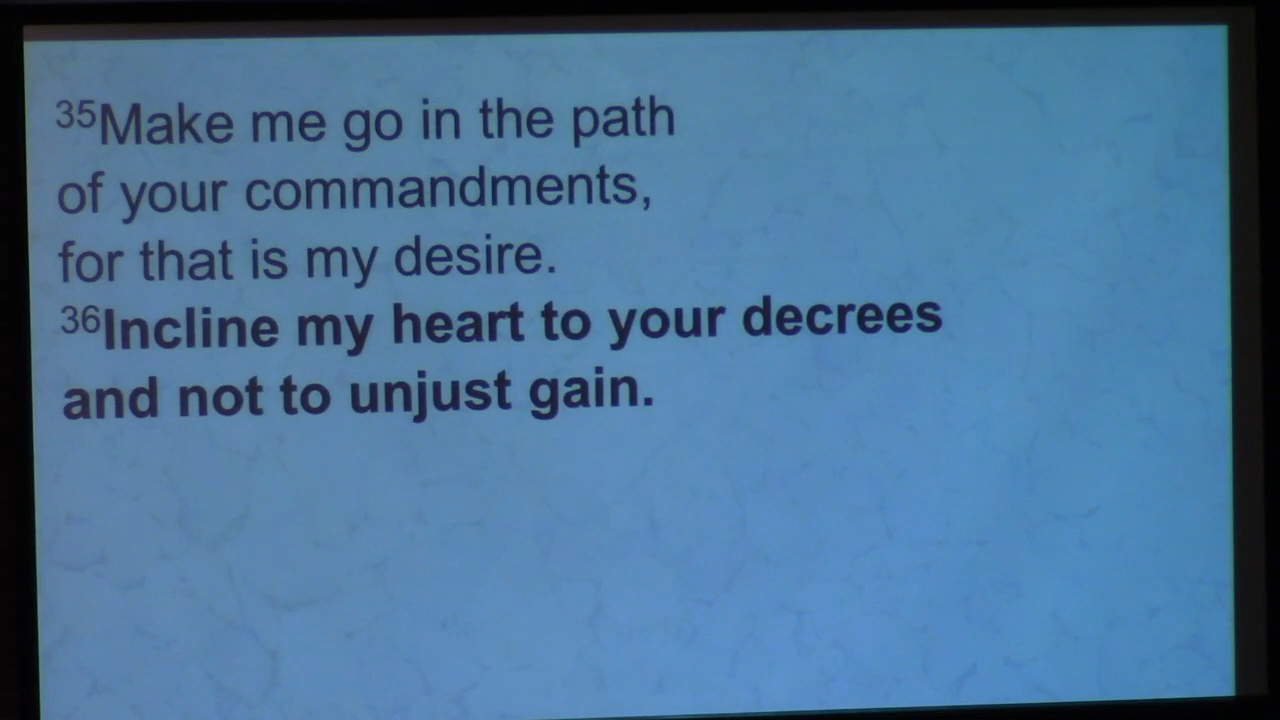 35Make me go in the path
of your commandments,
for that is my desire.
36Incline my heart to your decrees
and not to unjust gain.